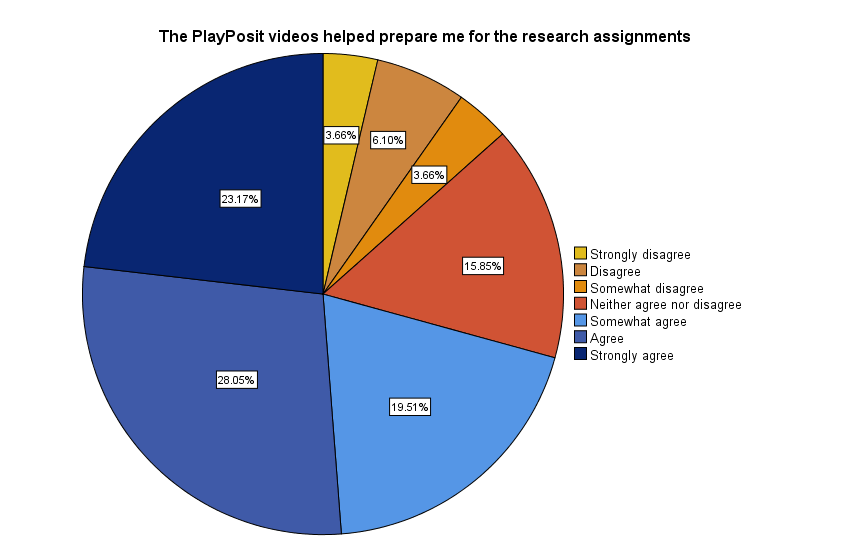 The PlayPosit videos helped prepare me for the research assignments
3.66%
6.10%
3.66%
23.17%
15.85%
28.05%
19.51%
Strongly disagree
Disagree
Somewhat disagree
Neither agree nor disagree
Somewhat agree
Agree
Strongly agree